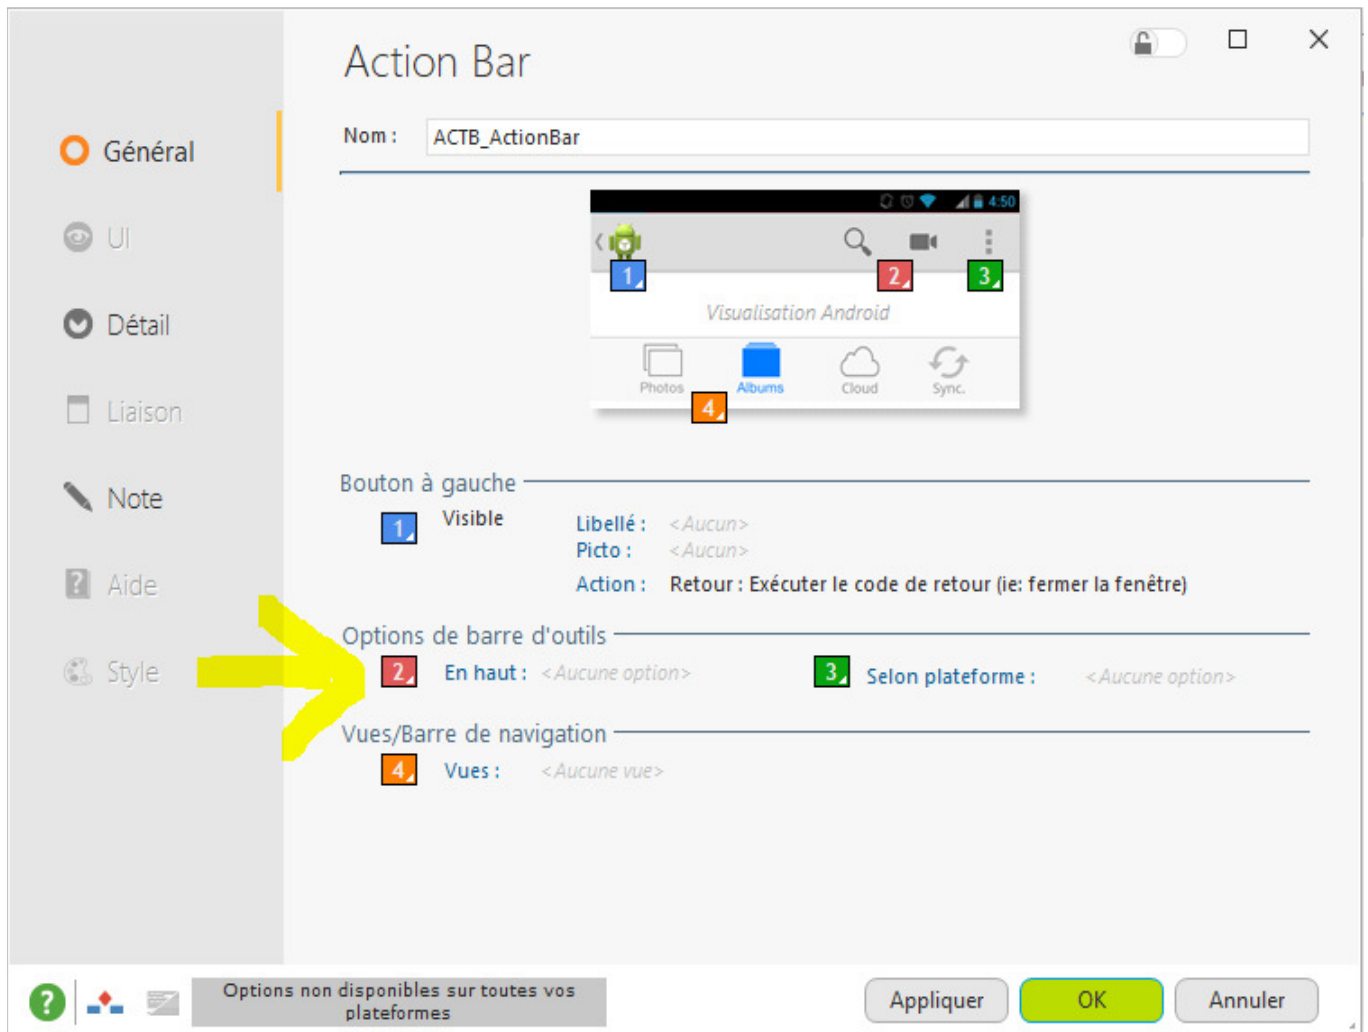 Action Bar
Nom : ACTB_ActionBar
Général
UI
Détail
Liaison
Note
Aide
Style
4:50
1 2 3
Visualisation Android
Photos Albums Cloud Sync.
4
Bouton à gauche
1 Visible Libellé : <Aucun>
Picto : <Aucun>
Action : Retour : Exécuter le code de retour (ie: fermer la fenêtre)
Options de barre d'outils
2 En haut : <Aucune option> 3 Selon plateforme : <Aucune option>
Vues/Barre de navigation
4 Vues : <Aucune vue>
? Options non disponibles sur toutes vos
plateformes
Appliquer OK Annuler